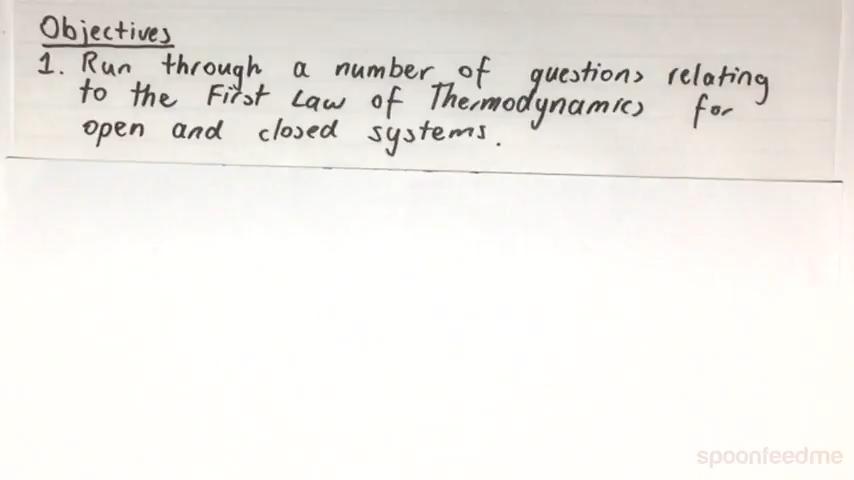 Objectives
1. Run through a number of questions relating
to the First Law of Thermodynamics for
open and closed systems.
spoonfeedme